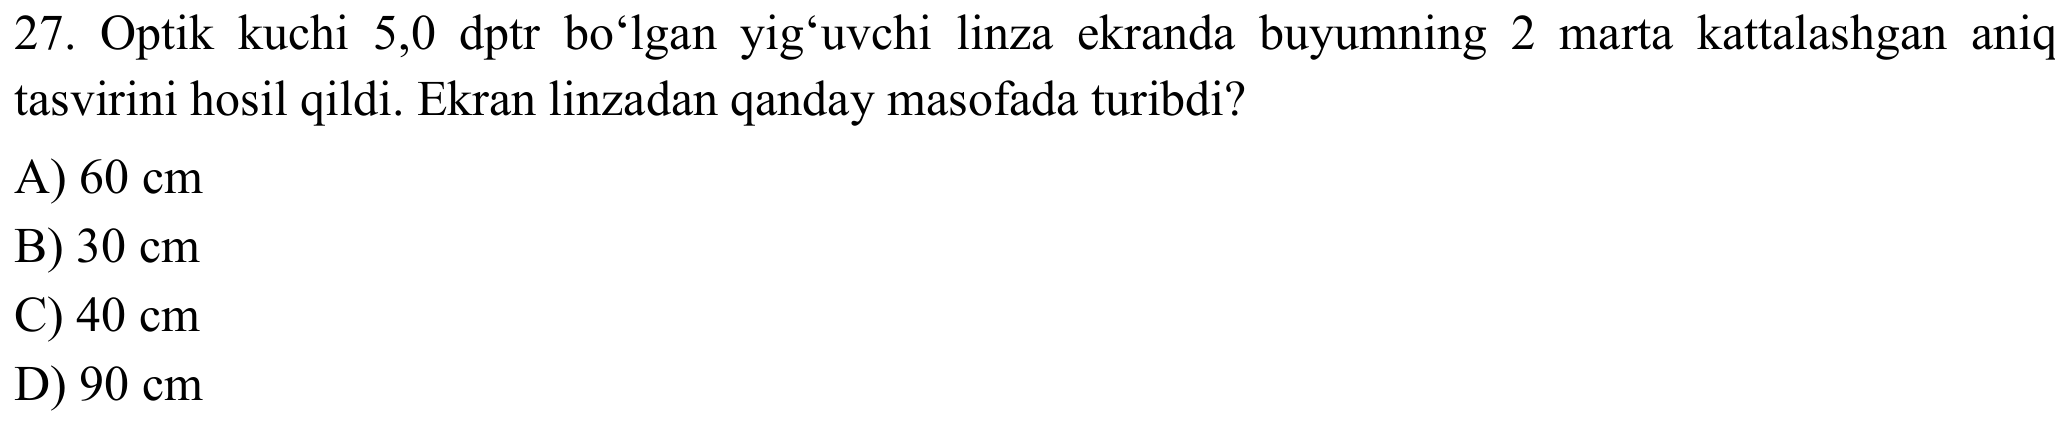 27. Optik kuchi 5,0 dptr bo‘lgan yig‘uvchi linza ekranda buyumning 2 marta kattalashgan aniq
tasvirini hosil qildi. Ekran linzadan qanday masofada turibdi?
A) 60 cm
B) 30 cm
C) 40 cm
D) 90 cm